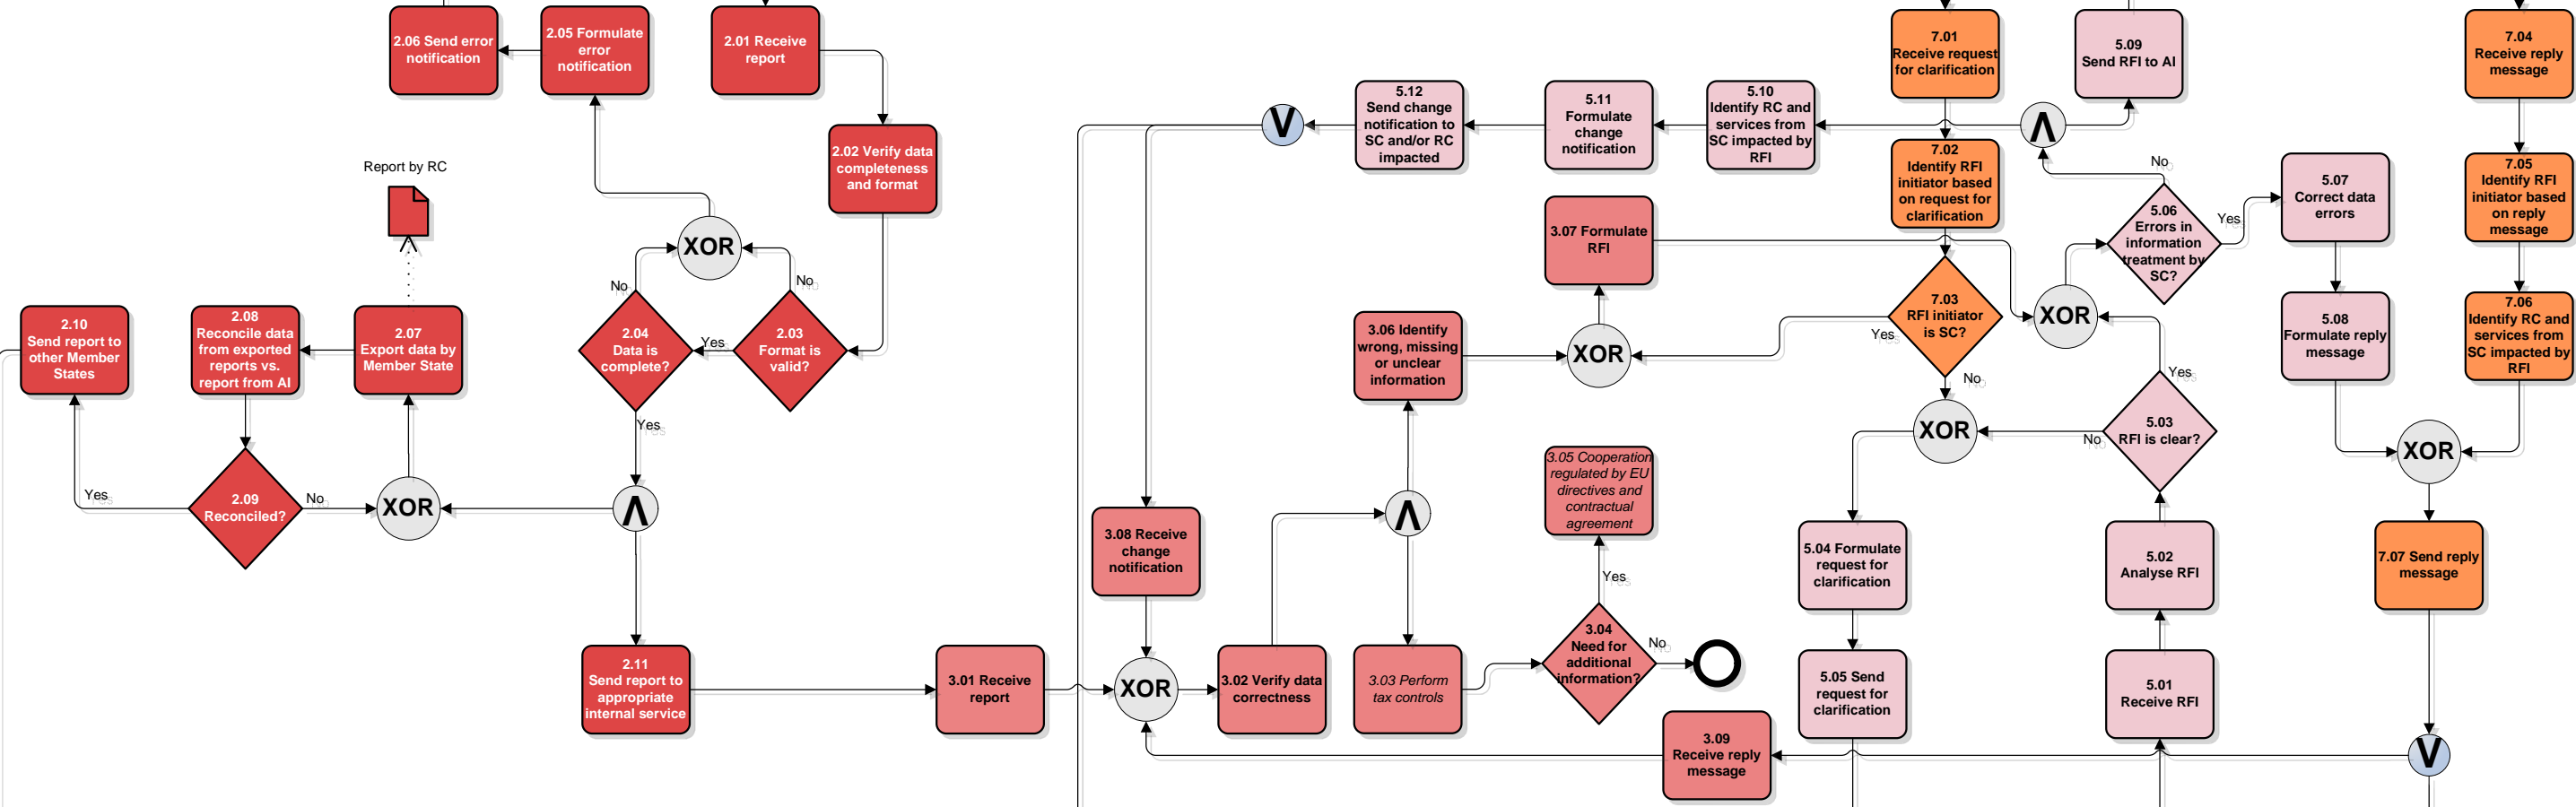 2.06 Send error
notification
2.05 Formulate
error
notification
2.01 Receive
report
2.02 Verify data
completeness
and format
Report by RC
XOR
No
No
2.04
Data is
complete?
Yes
2.03
Format is
valid?
2.10
Send report to
other Member
States
2.08
Reconcile data
from exported
reports vs.
report from AI
2.07
Export data by
Member State
Yes
Yes
2.09
Reconciled?
No
XOR
Λ
2.11
Send report to
appropriate
internal service
3.01 Receive
report
XOR
3.02 Verify data
correctness
3.08 Receive
change
notification
V
5.12
Send change
notification to
SC and/or RC
impacted
5.11
Formulate
change
notification
5.10
Identify RC and
services from
SC impacted by
RFI
3.07 Formulate
RFI
3.06 Identify
wrong, missing
or unclear
information
XOR
Λ
3.05 Cooperation
regulated by EU
directives and
contractual
agreement
Yes
3.03 Perform
tax controls
3.04
Need for
additional
information?
No
3.09
Receive reply
message
7.01
Receive request
for clarification
7.02
Identify RFI
initiator based
on request for
clarification
7.03
RFI initiator
is SC?
Yes
No
XOR
5.04 Formulate
request for
clarification
5.05 Send
request for
clarification
5.09
Send RFI to AI
Λ
No
5.06
Errors in
information
treatment by
SC?
Yes
XOR
Yes
5.03
RFI is clear?
No
5.02
Analyse RFI
5.01
Receive RFI
5.07
Correct data
errors
5.08
Formulate reply
message
7.04
Receive reply
message
7.05
Identify RFI
initiator based
on reply
message
7.06
Identify RC and
services from
SC impacted by
RFI
XOR
7.07 Send reply
message
V